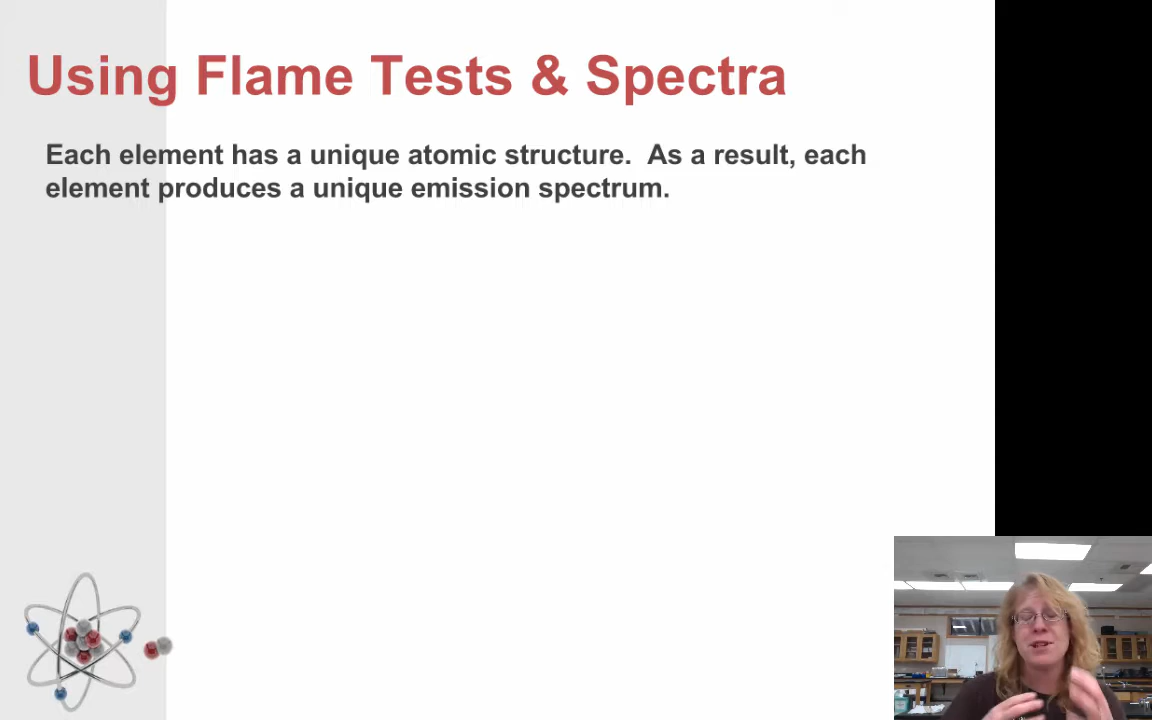 Using Flame Tests & Spectra
Each element has a unique atomic structure.  As a result, each
element produces a unique emission spectrum.